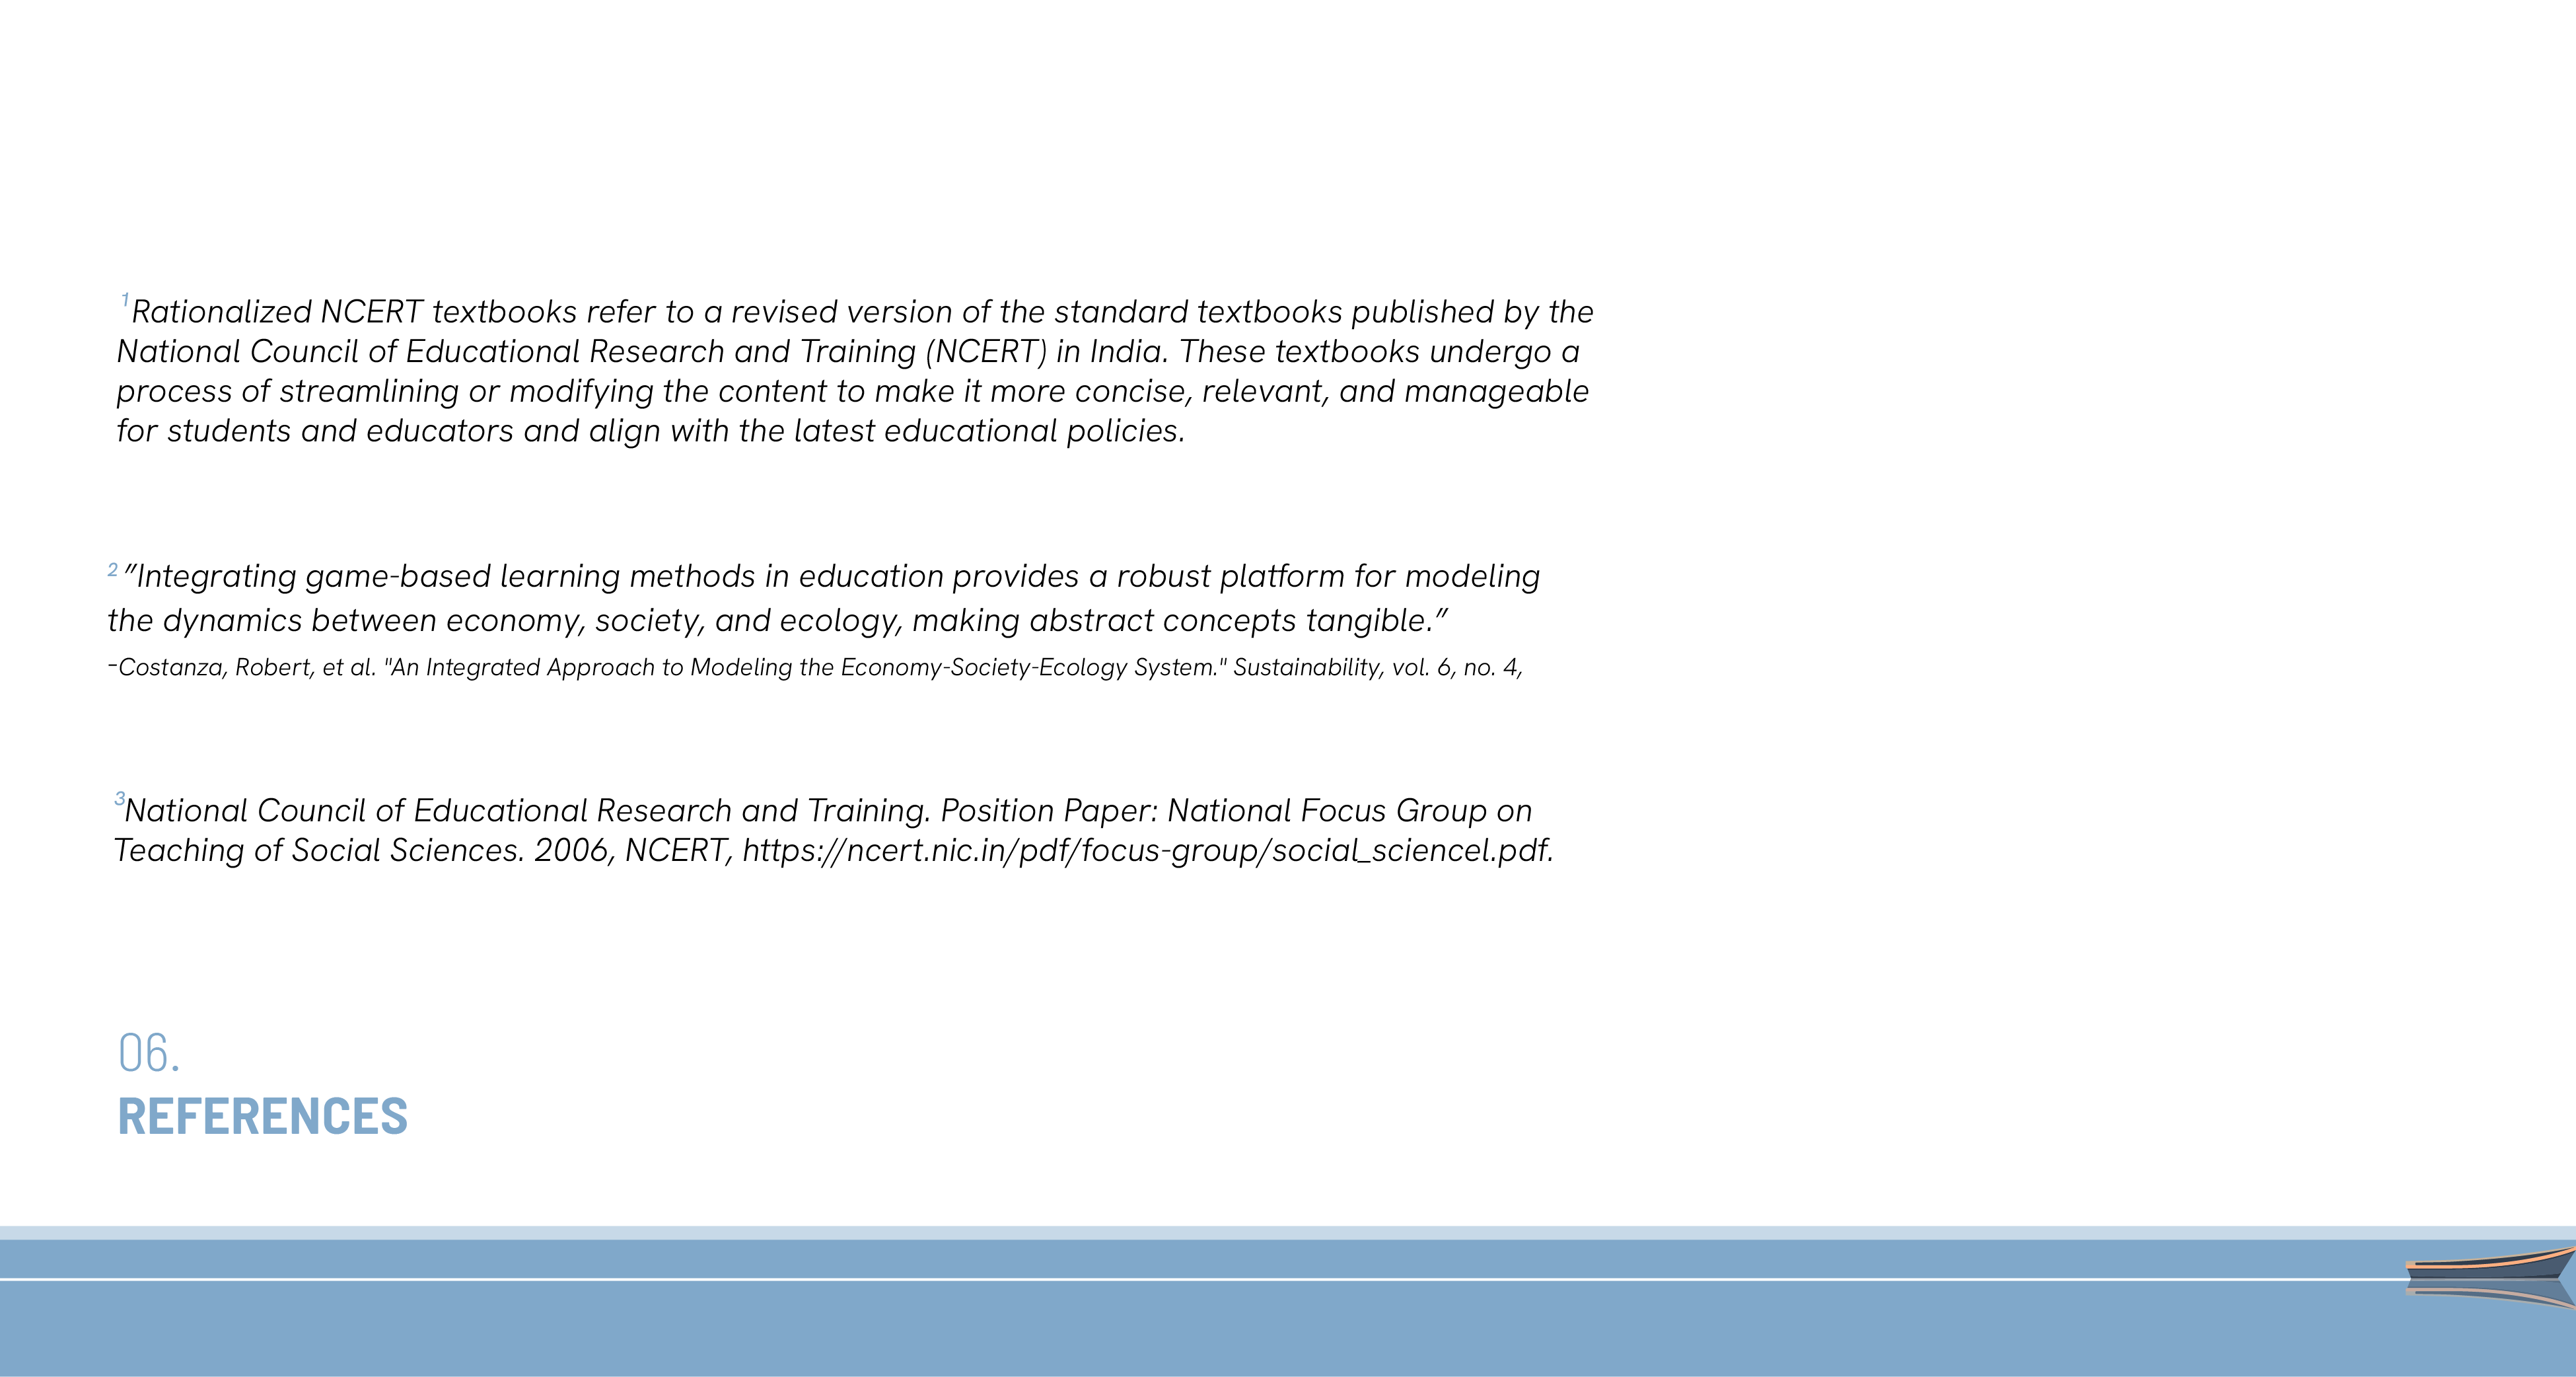 ¹Rationalized NCERT textbooks refer to a revised version of the standard textbooks published by the
National Council of Educational Research and Training (NCERT) in India. These textbooks undergo a
process of streamlining or modifying the content to make it more concise, relevant, and manageable
for students and educators and align with the latest educational policies.
² ”Integrating game-based learning methods in education provides a robust platform for modeling
the dynamics between economy, society, and ecology, making abstract concepts tangible.”
-Costanza, Robert, et al. "An Integrated Approach to Modeling the Economy-Society-Ecology System." Sustainability, vol. 6, no. 4,
³National Council of Educational Research and Training. Position Paper: National Focus Group on
Teaching of Social Sciences. 2006, NCERT, https://ncert.nic.in/pdf/focus-group/social_sciencel.pdf.
06.
REFERENCES